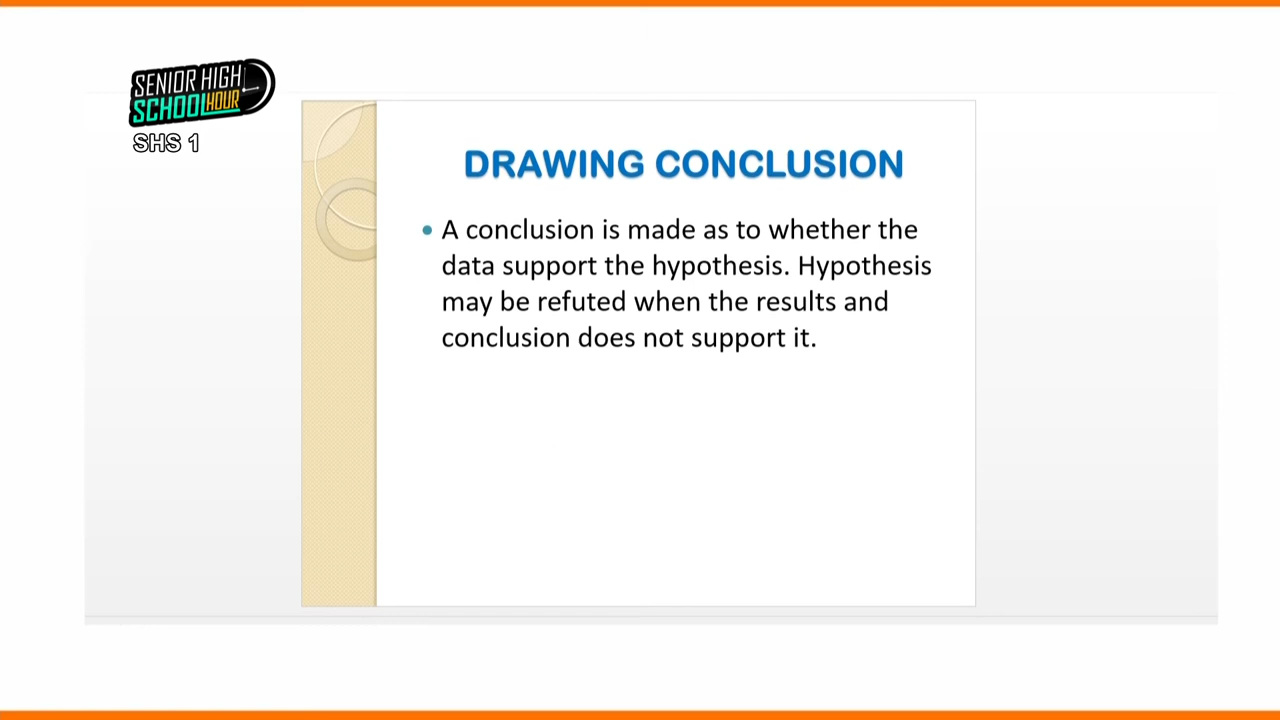 SENIOR HIGH
SCHOOL HOUR
SHS 1
DRAWING CONCLUSION
• A conclusion is made as to whether the
data support the hypothesis. Hypothesis
may be refuted when the results and
conclusion does not support it.